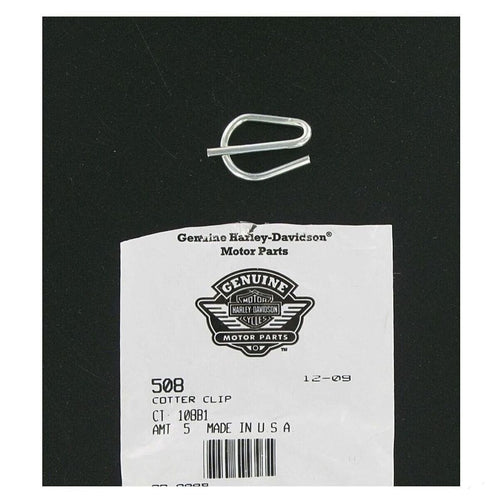 Genuine Harley-Davidson®
Motor Parts
GENUINE
MOTOR
HARLEY-DAVIDSON
CYCLES
MOTOR PARTS
TM
508 12-09
COTTER CLIP
CT 108B1
AMT 5 MADE IN U S A